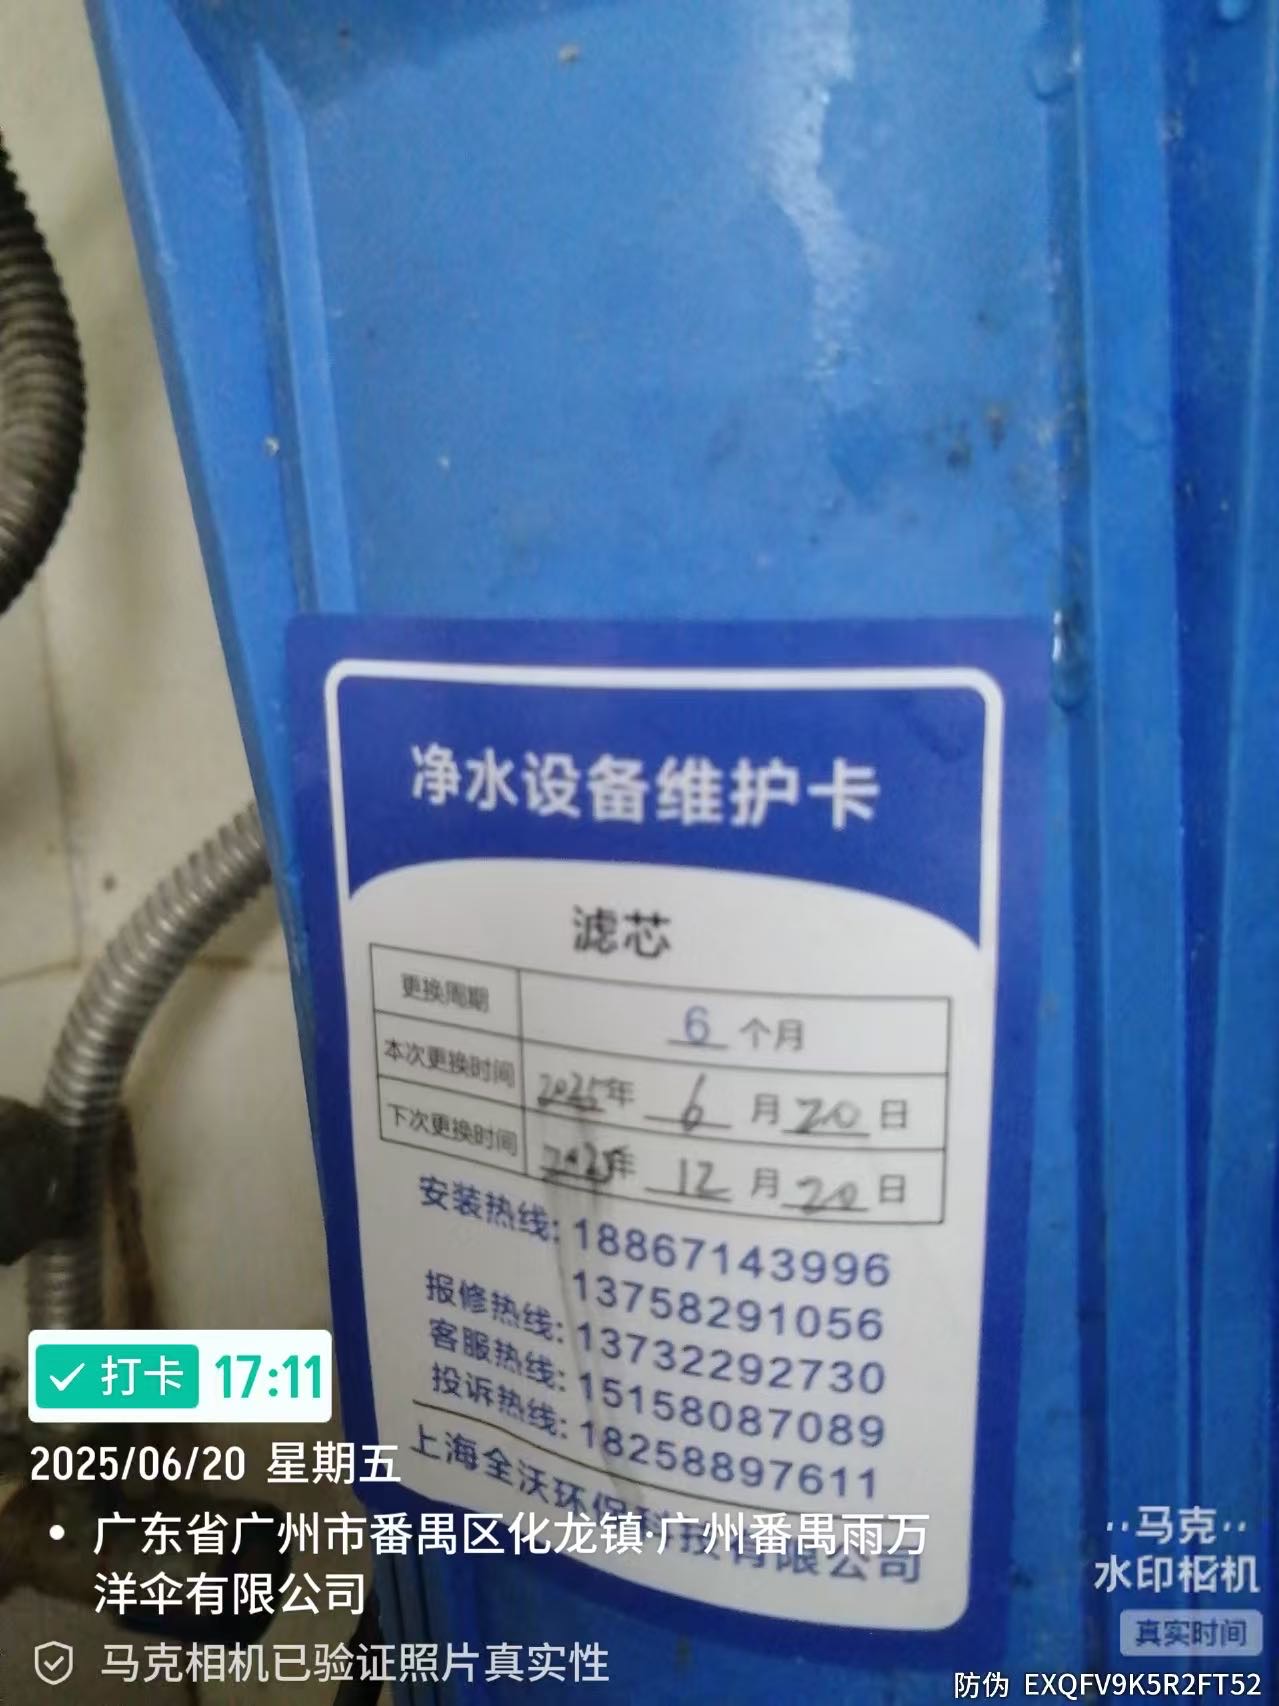 净水设备维护卡
滤芯
更换周期 6 个月
本次更换时间 2025年 6 月 20 日
下次更换时间 2025年 12 月 20 日
安装热线: 18867143996
13758291056
报修热线: 13732292730
客服热线: 15158087089
投诉热线: 18258897611
上海全沃环保科技有限公司
打卡 17:11
2025/06/20 星期五
• 广东省广州市番禺区化龙镇·广州番禺雨万
洋伞有限公司
马克相机已验证照片真实性
马克
水印相机
真实时间
防伪 EXQFV9K5R2FT52